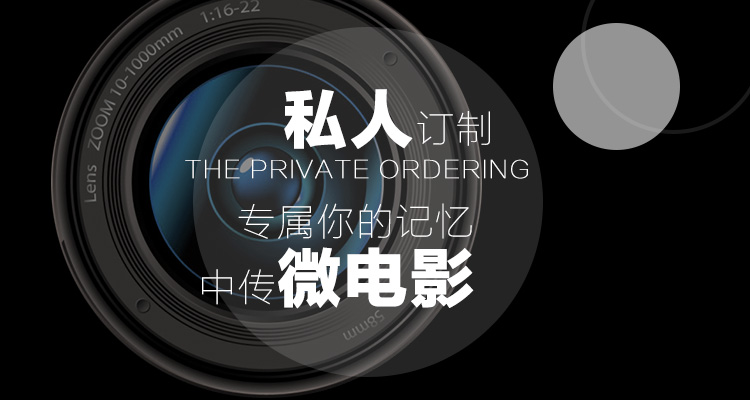 1:16-22
Lens ZOOM 10-1000mm
私人订制
THE PRIVATE ORDERING
专属你的记忆
中传微电影
58mm